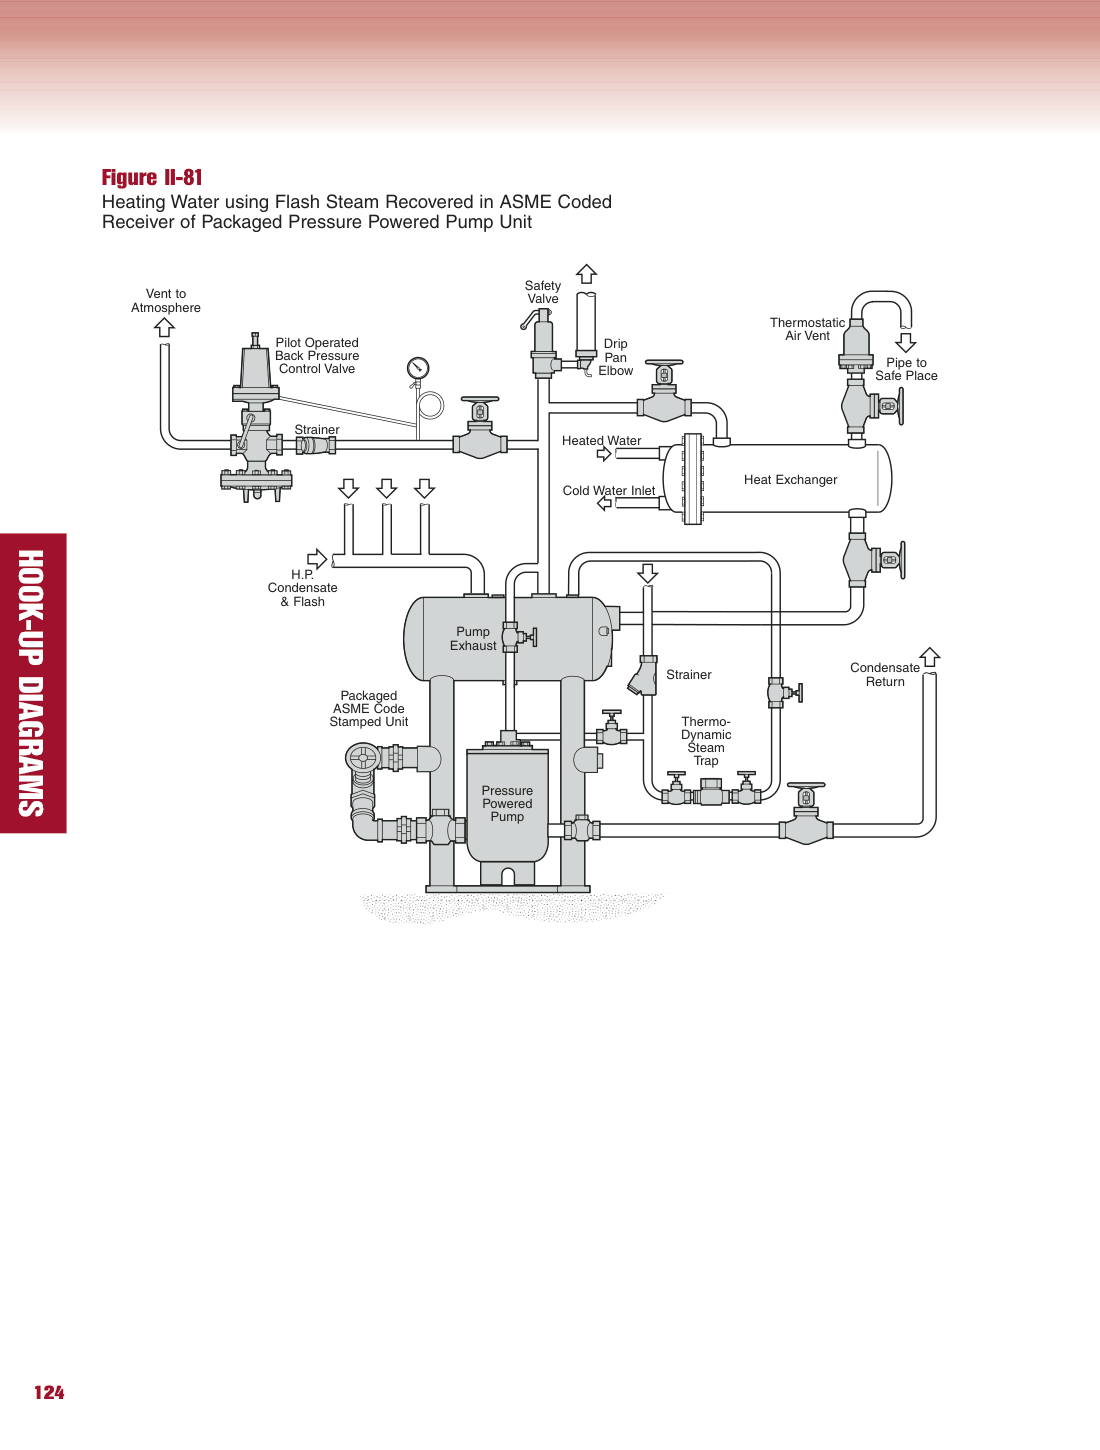 Figure II-81
Heating Water using Flash Steam Recovered in ASME Coded
Receiver of Packaged Pressure Powered Pump Unit
Vent to
Atmosphere
Pilot Operated
Back Pressure
Control Valve
Strainer
Safety
Valve
Drip
Pan
Elbow
Thermostatic
Air Vent
Pipe to
Safe Place
Heated Water
Cold Water Inlet
Heat Exchanger
H.P.
Condensate
& Flash
Pump
Exhaust
Packaged
ASME Code
Stamped Unit
Strainer
Thermo-
Dynamic
Steam
Trap
Condensate
Return
Pressure
Powered
Pump
HOOK-UP DIAGRAMS
124